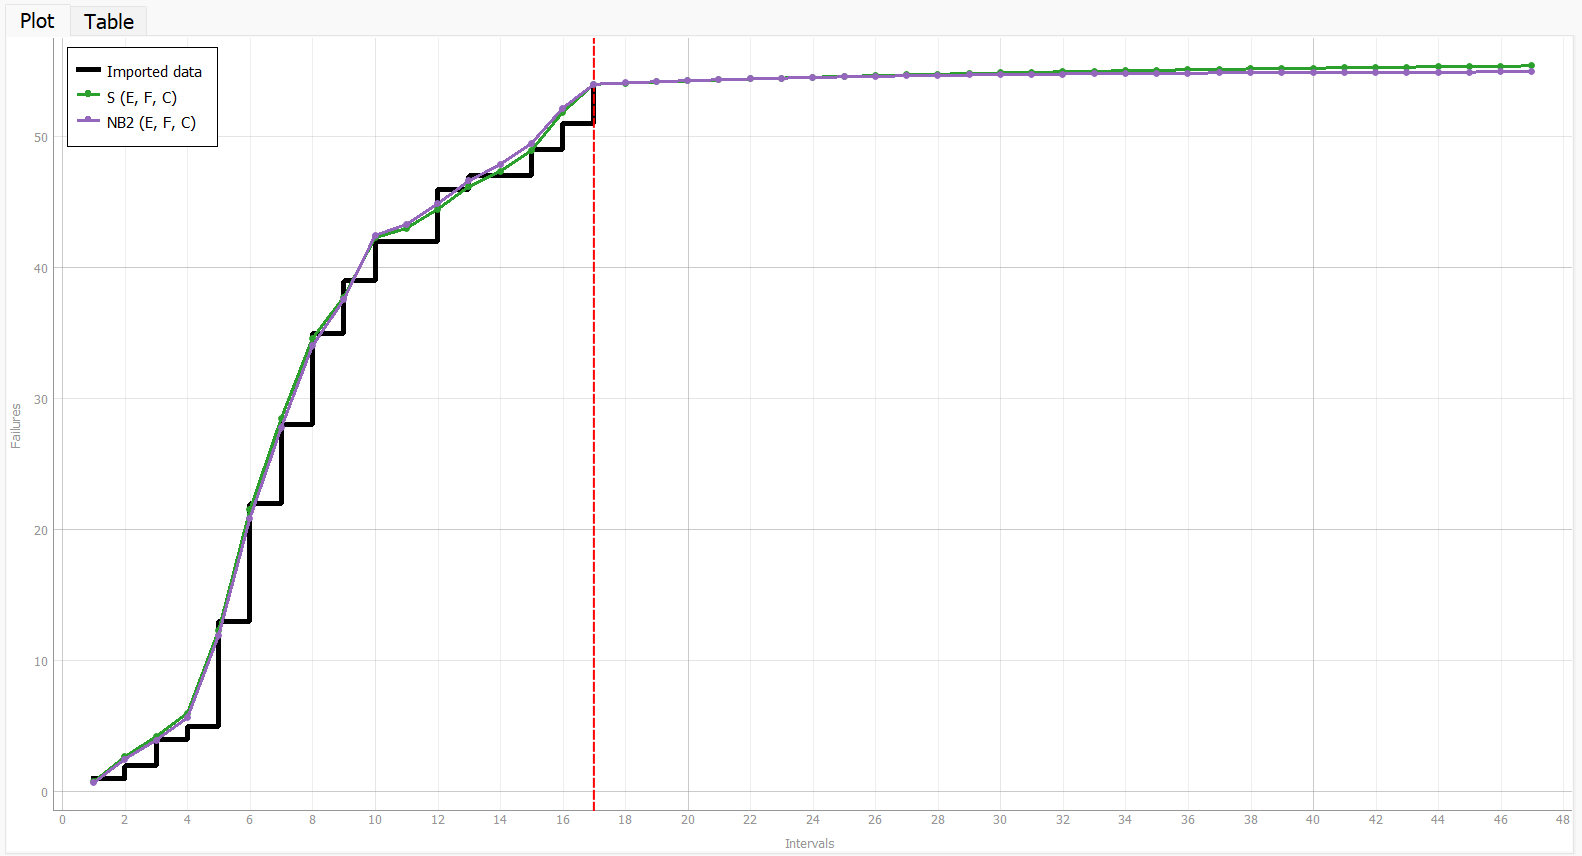 Plot Table
Imported data
S (E, F, C)
NB2 (E, F, C)
50
40
30
20
10
0
Failures
0 2 4 6 8 10 12 14 16 18 20 22 24 26 28 30 32 34 36 38 40 42 44 46 48
Intervals